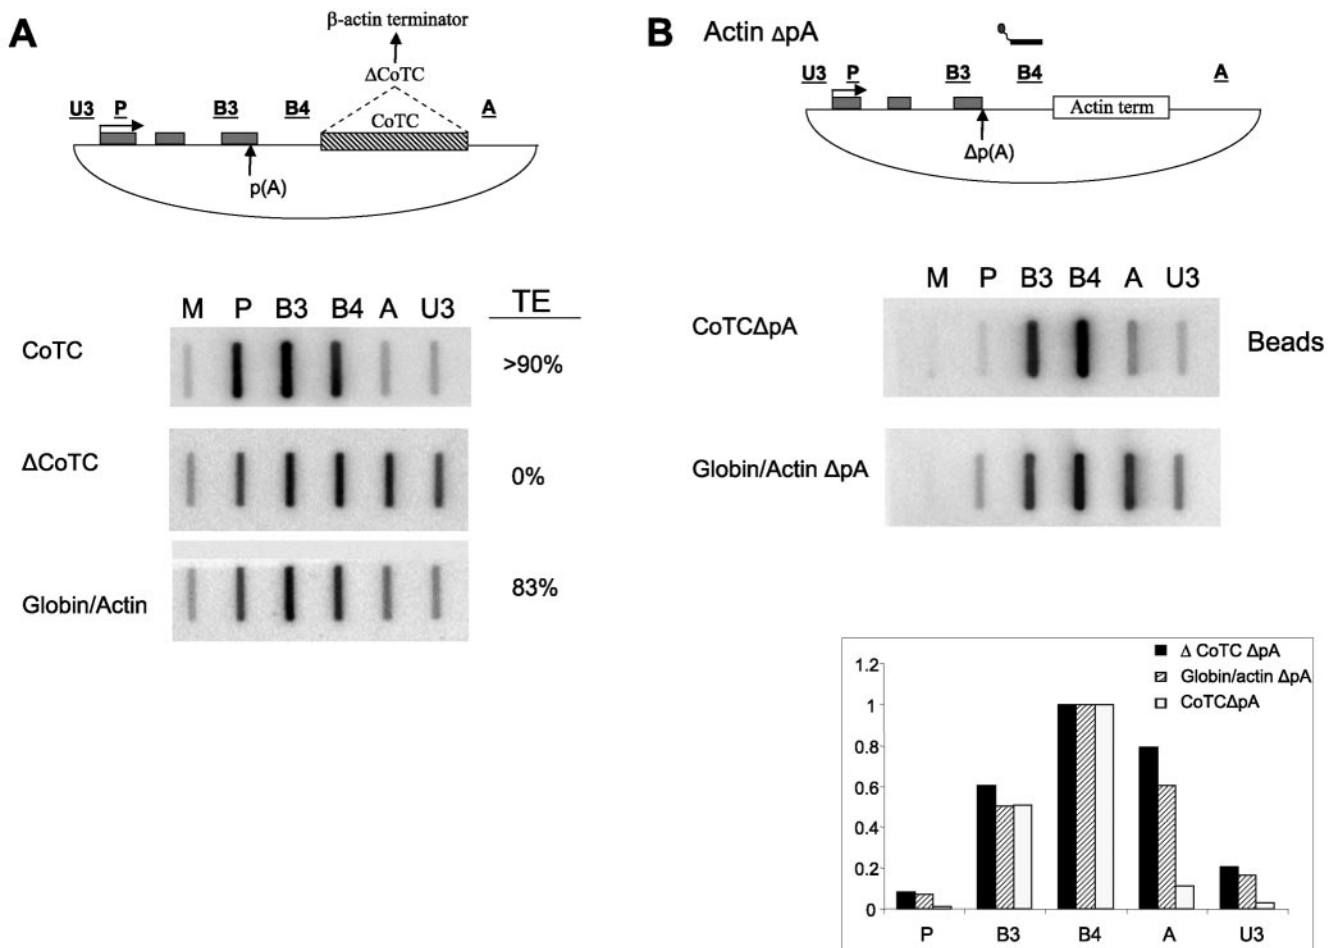 A
β-actin terminator
ΔCoTC
U3 P B3 B4 CoTC A
p(A)
M P B3 B4 A U3 TE
CoTC >90%
ΔCoTC 0%
Globin/Actin 83%
B Actin ΔpA
U3 P B3 B4 A
Actin term
Δp(A)
M P B3 B4 A U3
CoTCΔpA Beads
Globin/Actin ΔpA
Δ CoTC ΔpA
Globin/actin ΔpA
CoTCΔpA
1.2
1
0.8
0.6
0.4
0.2
0
P B3 B4 A U3